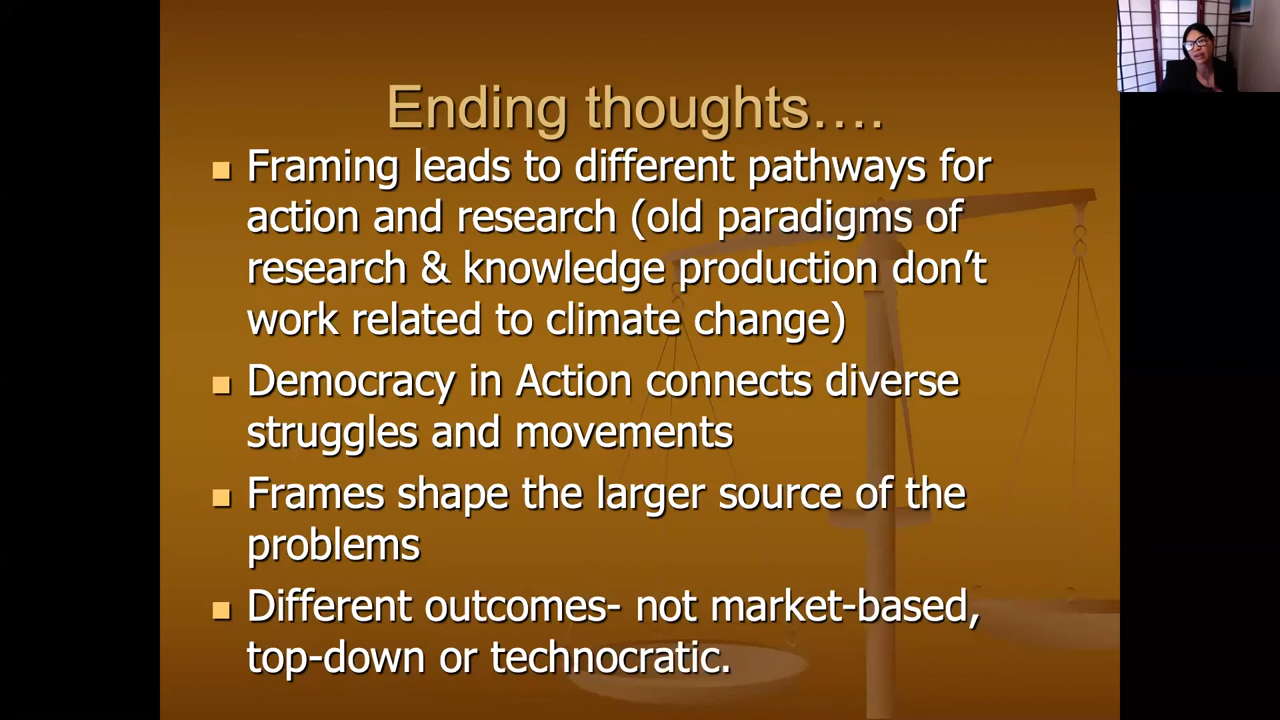 Ending thoughts….
Framing leads to different pathways for
action and research (old paradigms of
research & knowledge production don’t
work related to climate change)
Democracy in Action connects diverse
struggles and movements
Frames shape the larger source of the
problems
Different outcomes- not market-based,
top-down or technocratic.